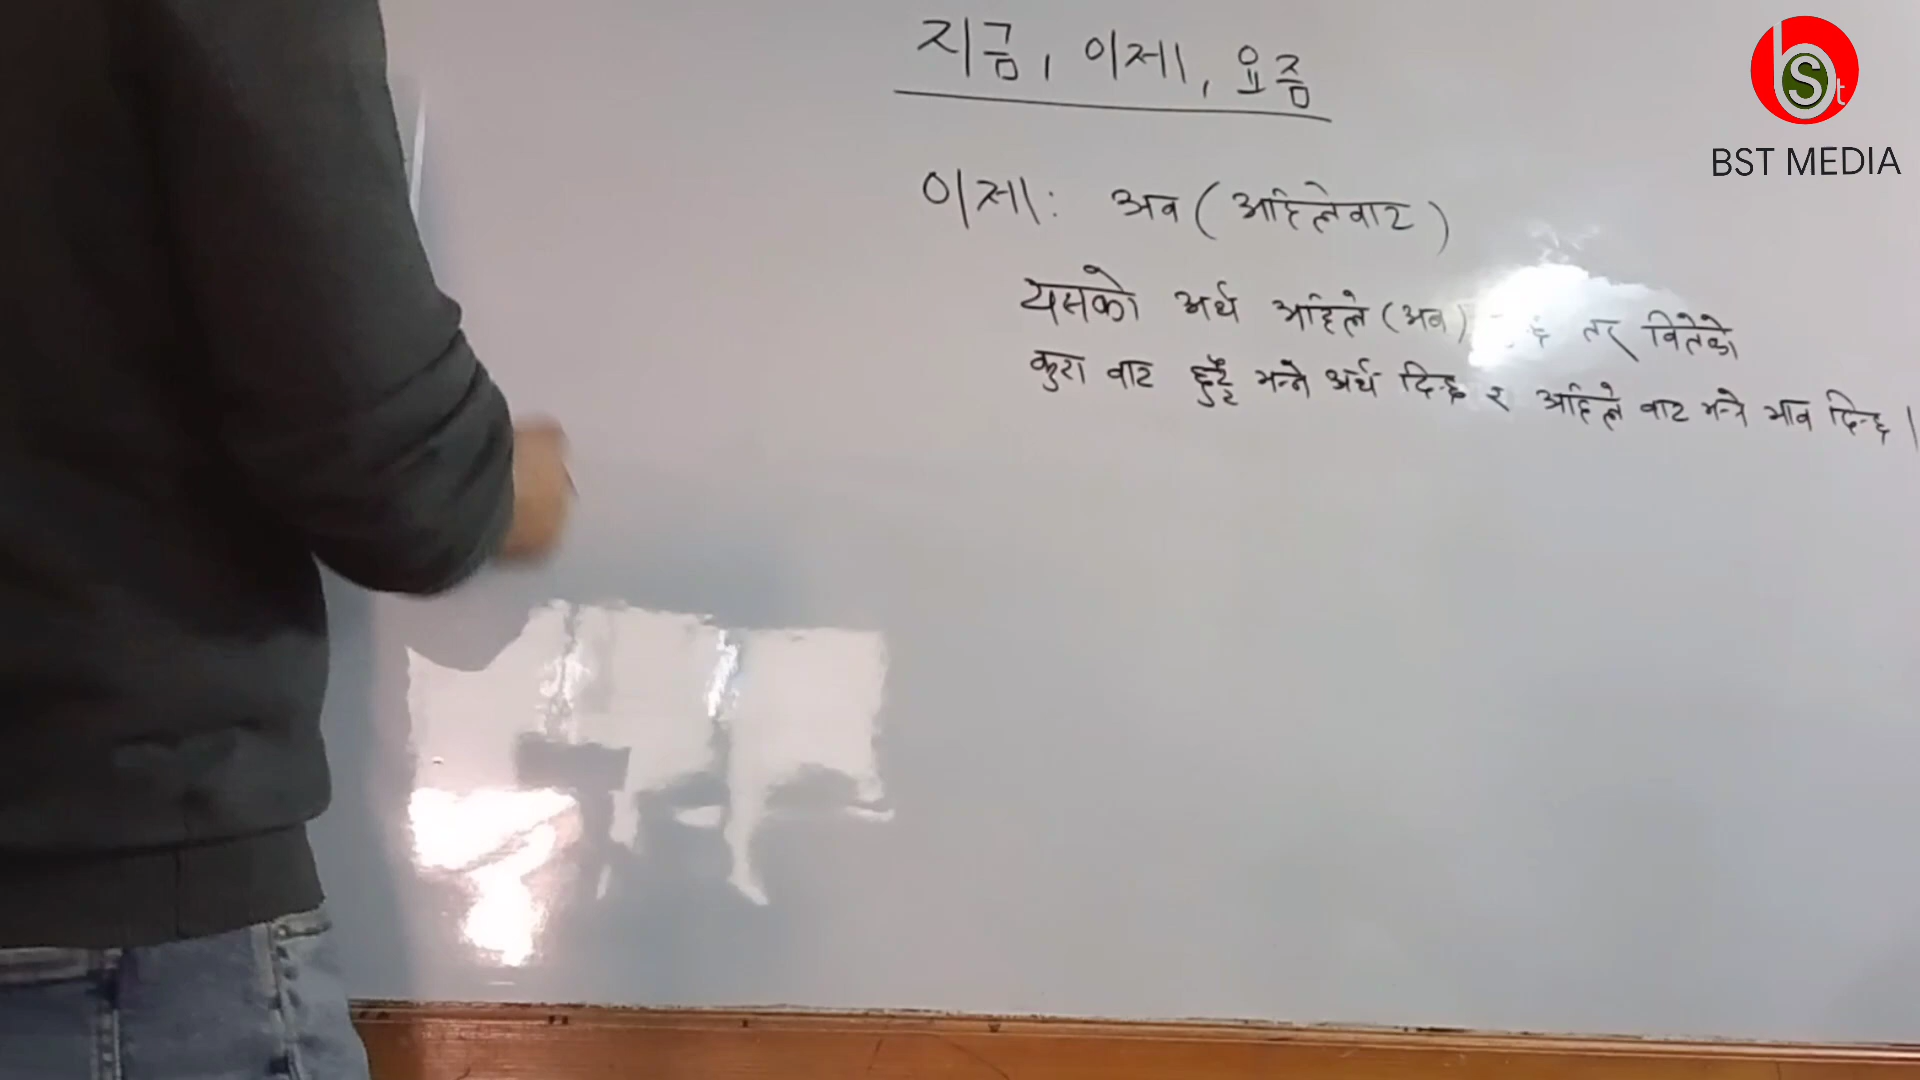 지금, 이제, 요즘
이제: अब (अहिलेबाट)
यसको अर्थ अहिले (अब) छ तर बितेको
कुरा बाट छुट्टै भन्ने अर्थ दिन्छ र अहिले बाट भन्ने भाव दिन्छ।
bst
BST MEDIA